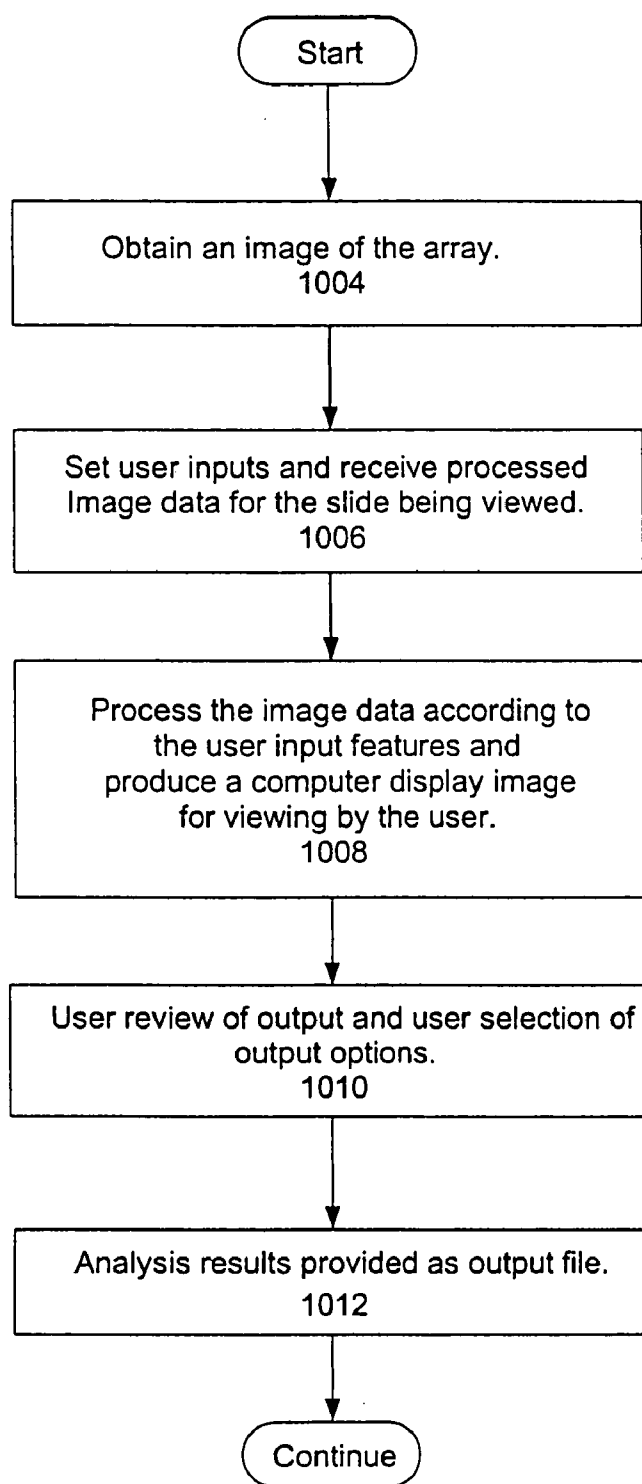 Start
Obtain an image of the array.
1004
Set user inputs and receive processed
Image data for the slide being viewed.
1006
Process the image data according to
the user input features and
produce a computer display image
for viewing by the user.
1008
User review of output and user selection of
output options.
1010
Analysis results provided as output file.
1012
Continue